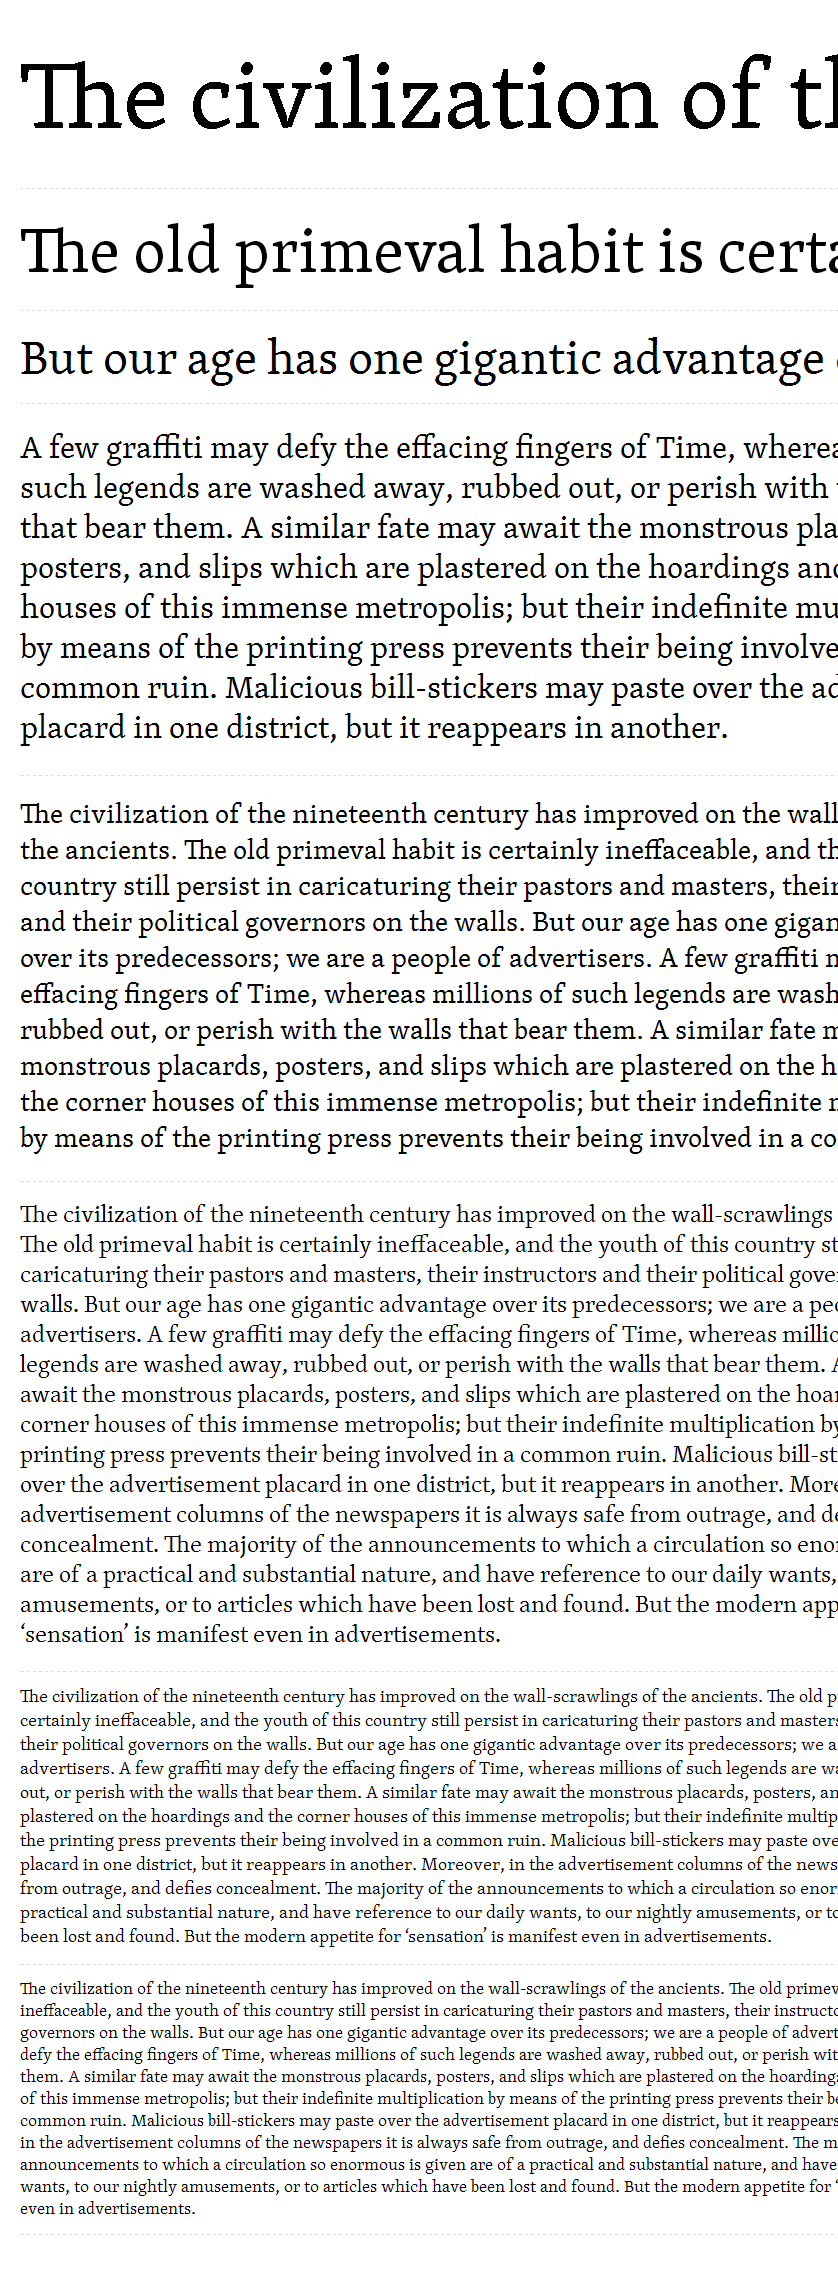 The civilization of th
The old primeval habit is certa
But our age has one gigantic advantage
A few graffiti may defy the effacing fingers of Time, wherea
such legends are washed away, rubbed out, or perish with
that bear them. A similar fate may await the monstrous pla
posters, and slips which are plastered on the hoardings and
houses of this immense metropolis; but their indefinite mu
by means of the printing press prevents their being involve
common ruin. Malicious bill-stickers may paste over the ad
placard in one district, but it reappears in another.
The civilization of the nineteenth century has improved on the wall
the ancients. The old primeval habit is certainly ineffaceable, and th
country still persist in caricaturing their pastors and masters, their
and their political governors on the walls. But our age has one gigan
over its predecessors; we are a people of advertisers. A few graffiti m
effacing fingers of Time, whereas millions of such legends are wash
rubbed out, or perish with the walls that bear them. A similar fate m
monstrous placards, posters, and slips which are plastered on the h
the corner houses of this immense metropolis; but their indefinite m
by means of the printing press prevents their being involved in a co
The civilization of the nineteenth century has improved on the wall-scrawlings
The old primeval habit is certainly ineffaceable, and the youth of this country st
caricaturing their pastors and masters, their instructors and their political gover
walls. But our age has one gigantic advantage over its predecessors; we are a peo
advertisers. A few graffiti may defy the effacing fingers of Time, whereas millio
legends are washed away, rubbed out, or perish with the walls that bear them. A
await the monstrous placards, posters, and slips which are plastered on the hoar
corner houses of this immense metropolis; but their indefinite multiplication by
printing press prevents their being involved in a common ruin. Malicious bill-st
over the advertisement placard in one district, but it reappears in another. More
advertisement columns of the newspapers it is always safe from outrage, and de
concealment. The majority of the announcements to which a circulation so enor
are of a practical and substantial nature, and have reference to our daily wants,
amusements, or to articles which have been lost and found. But the modern app
‘sensation’ is manifest even in advertisements.
The civilization of the nineteenth century has improved on the wall-scrawlings of the ancients. The old p
certainly ineffaceable, and the youth of this country still persist in caricaturing their pastors and masters
their political governors on the walls. But our age has one gigantic advantage over its predecessors; we a
advertisers. A few graffiti may defy the effacing fingers of Time, whereas millions of such legends are wa
out, or perish with the walls that bear them. A similar fate may await the monstrous placards, posters, an
plastered on the hoardings and the corner houses of this immense metropolis; but their indefinite multip
the printing press prevents their being involved in a common ruin. Malicious bill-stickers may paste ove
placard in one district, but it reappears in another. Moreover, in the advertisement columns of the news
from outrage, and defies concealment. The majority of the announcements to which a circulation so enor
practical and substantial nature, and have reference to our daily wants, to our nightly amusements, or to
been lost and found. But the modern appetite for ‘sensation’ is manifest even in advertisements.
The civilization of the nineteenth century has improved on the wall-scrawlings of the ancients. The old primev
ineffaceable, and the youth of this country still persist in caricaturing their pastors and masters, their instructo
governors on the walls. But our age has one gigantic advantage over its predecessors; we are a people of advert
defy the effacing fingers of Time, whereas millions of such legends are washed away, rubbed out, or perish wit
them. A similar fate may await the monstrous placards, posters, and slips which are plastered on the hoardings
of this immense metropolis; but their indefinite multiplication by means of the printing press prevents their be
common ruin. Malicious bill-stickers may paste over the advertisement placard in one district, but it reappears
in the advertisement columns of the newspapers it is always safe from outrage, and defies concealment. The m
announcements to which a circulation so enormous is given are of a practical and substantial nature, and have
wants, to our nightly amusements, or to articles which have been lost and found. But the modern appetite for ‘
even in advertisements.